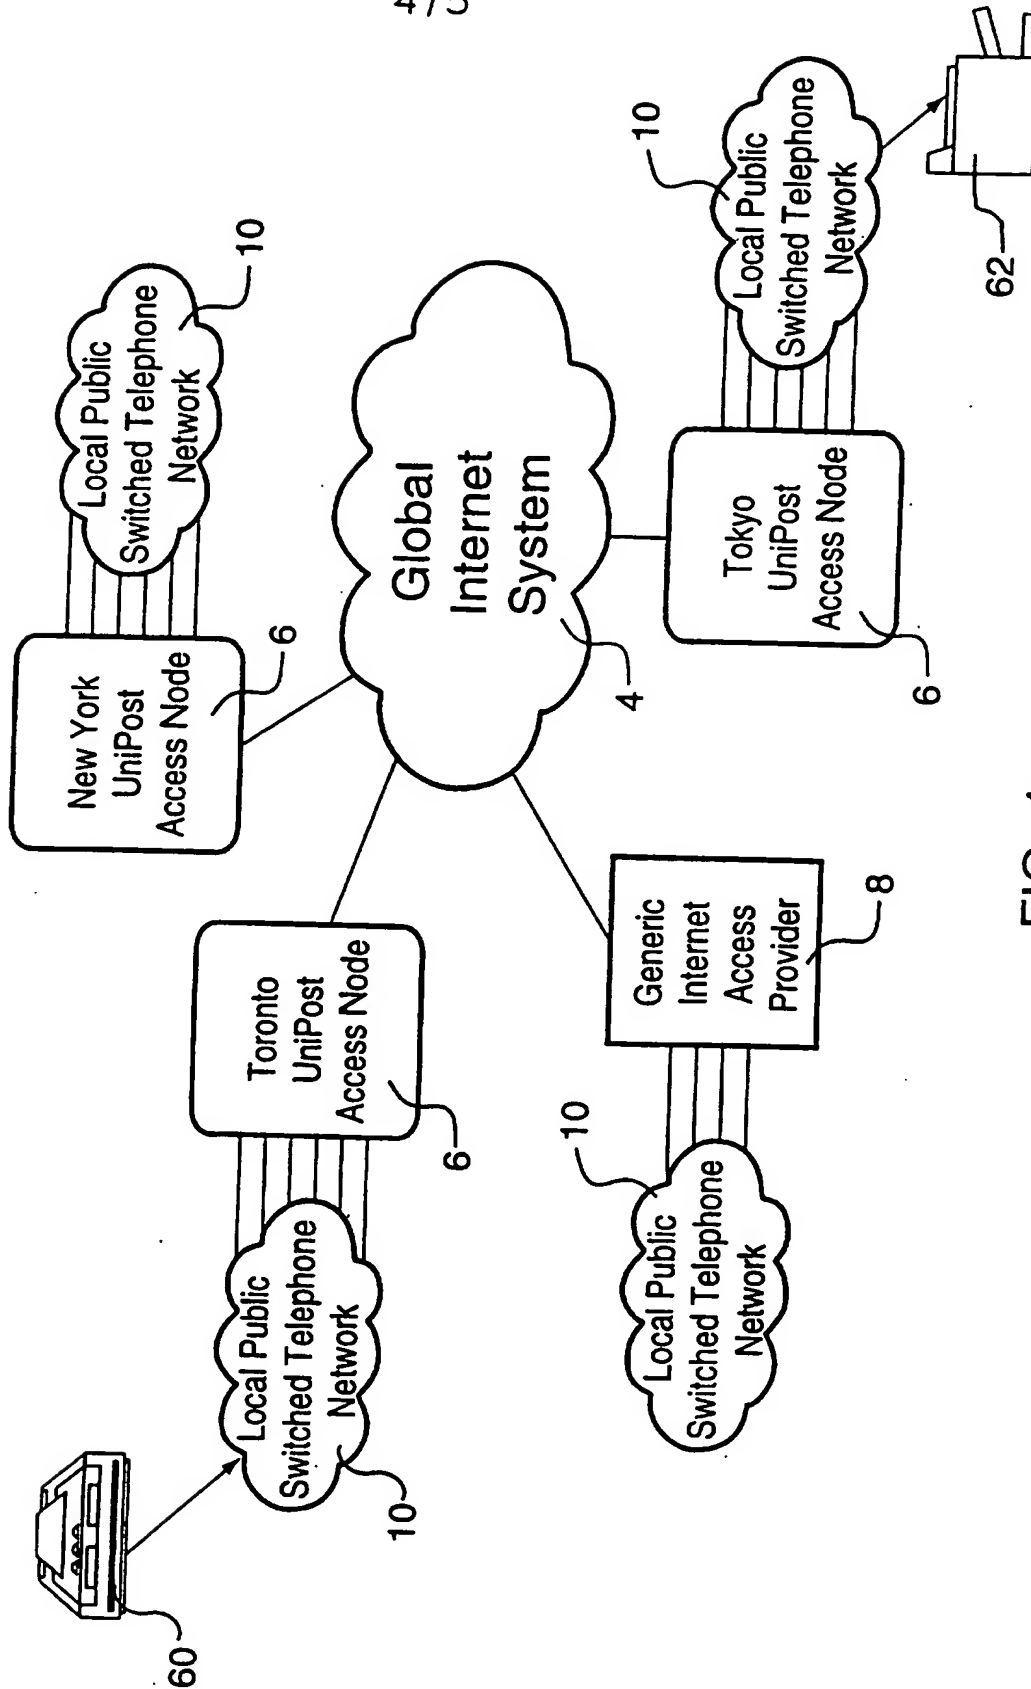 4/5
60
Local Public
Switched Telephone
Network
10
Toronto
UniPost
Access Node
6
New York
UniPost
Access Node
6
Local Public
Switched Telephone
Network
10
Global
Internet
System
4
10
Local Public
Switched Telephone
Network
Generic
Internet
Access
Provider
8
Tokyo
UniPost
Access Node
6
10
Local Public
Switched Telephone
Network
62